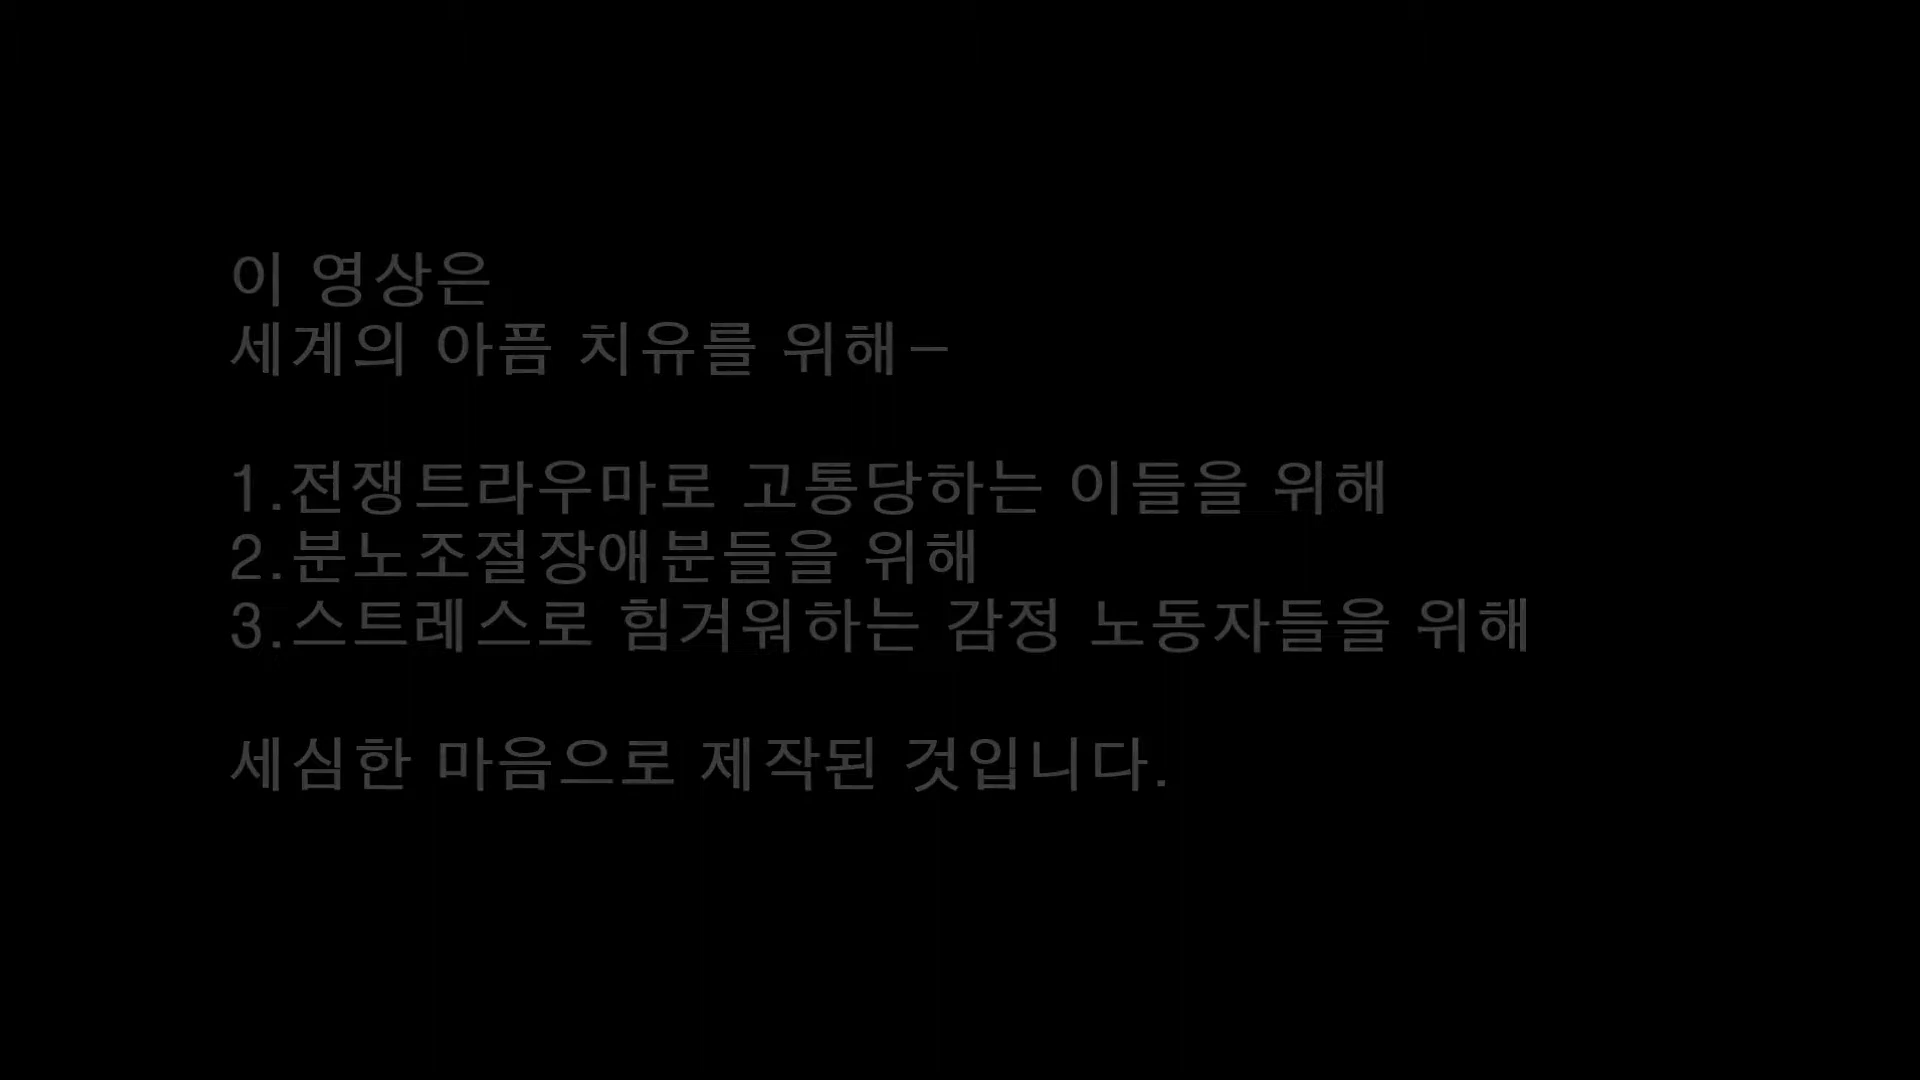 이 영상은
세계의 아픔 치유를 위해－
1.전쟁트라우마로 고통당하는 이들을 위해
2.분노조절장애분들을 위해
3.스트레스로 힘겨워하는 감정 노동자들을 위해
세심한 마음으로 제작된 것입니다.